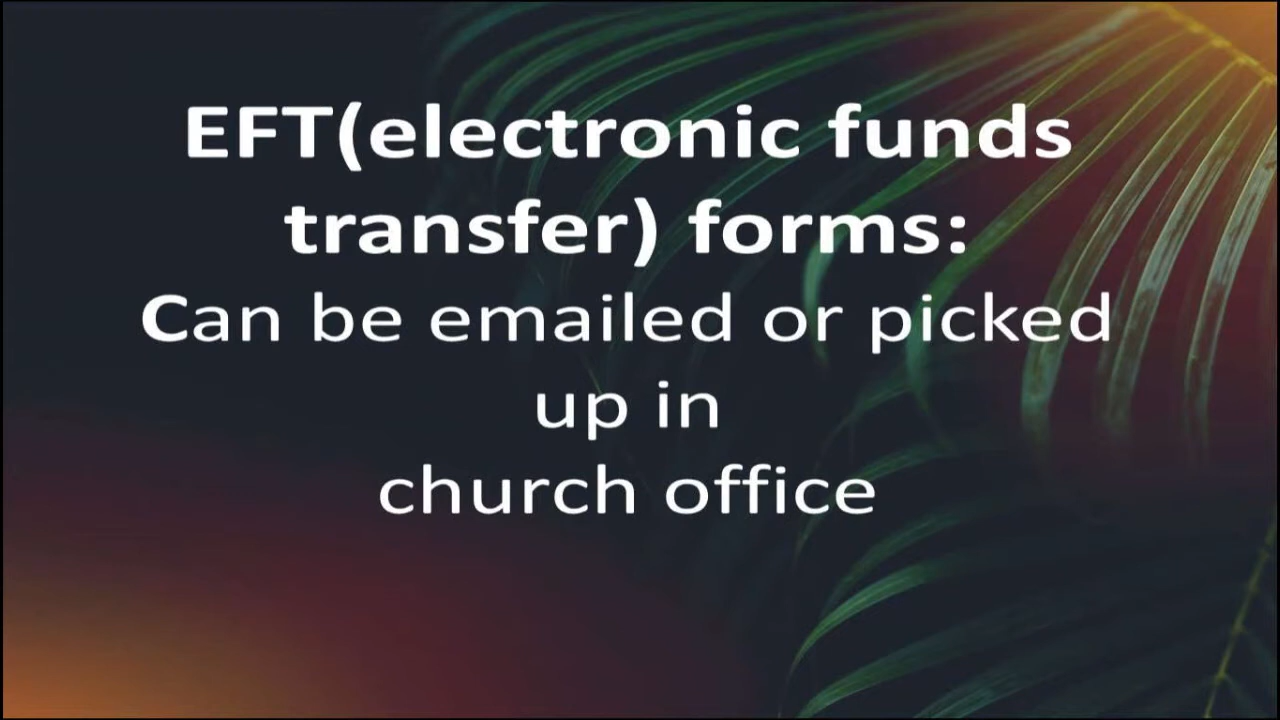 EFT(electronic funds
transfer) forms:
Can be emailed or picked
up in
church office